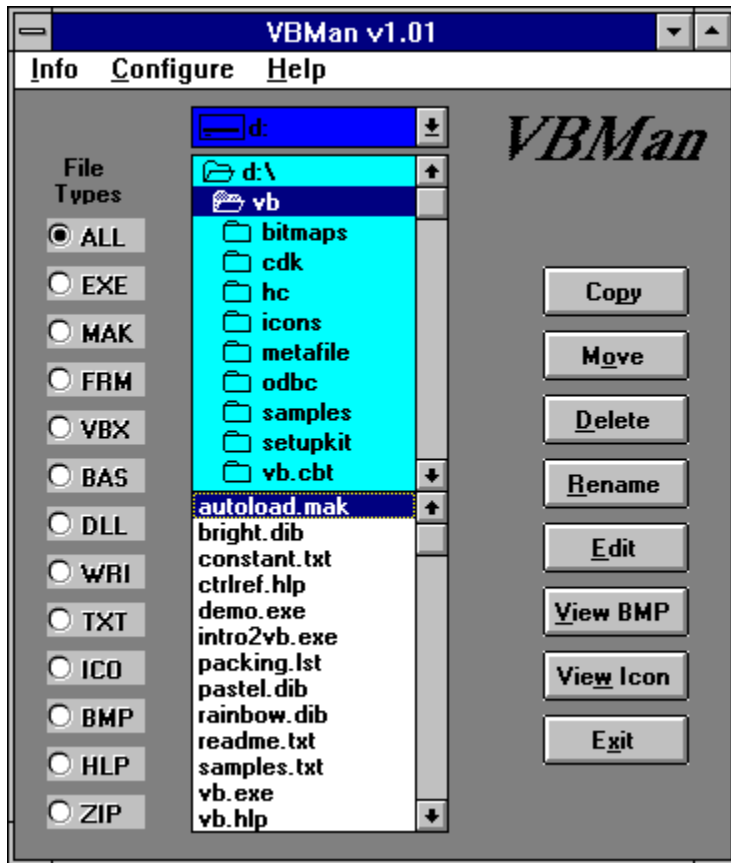 VBMan v1.01
Info Configure Help
d:
VBMan
File
Types
ALL
EXE
MAK
FRM
VBX
BAS
DLL
WRI
TXT
ICO
BMP
HLP
ZIP
d:\
vb
bitmaps
cdk
hc
icons
metafile
odbc
samples
setupkit
vb.cbt
autoload.mak
bright.dib
constant.txt
ctrlref.hlp
demo.exe
intro2vb.exe
packing.lst
pastel.dib
rainbow.dib
readme.txt
samples.txt
vb.exe
vb.hlp
Copy
Move
Delete
Rename
Edit
View BMP
View Icon
Exit